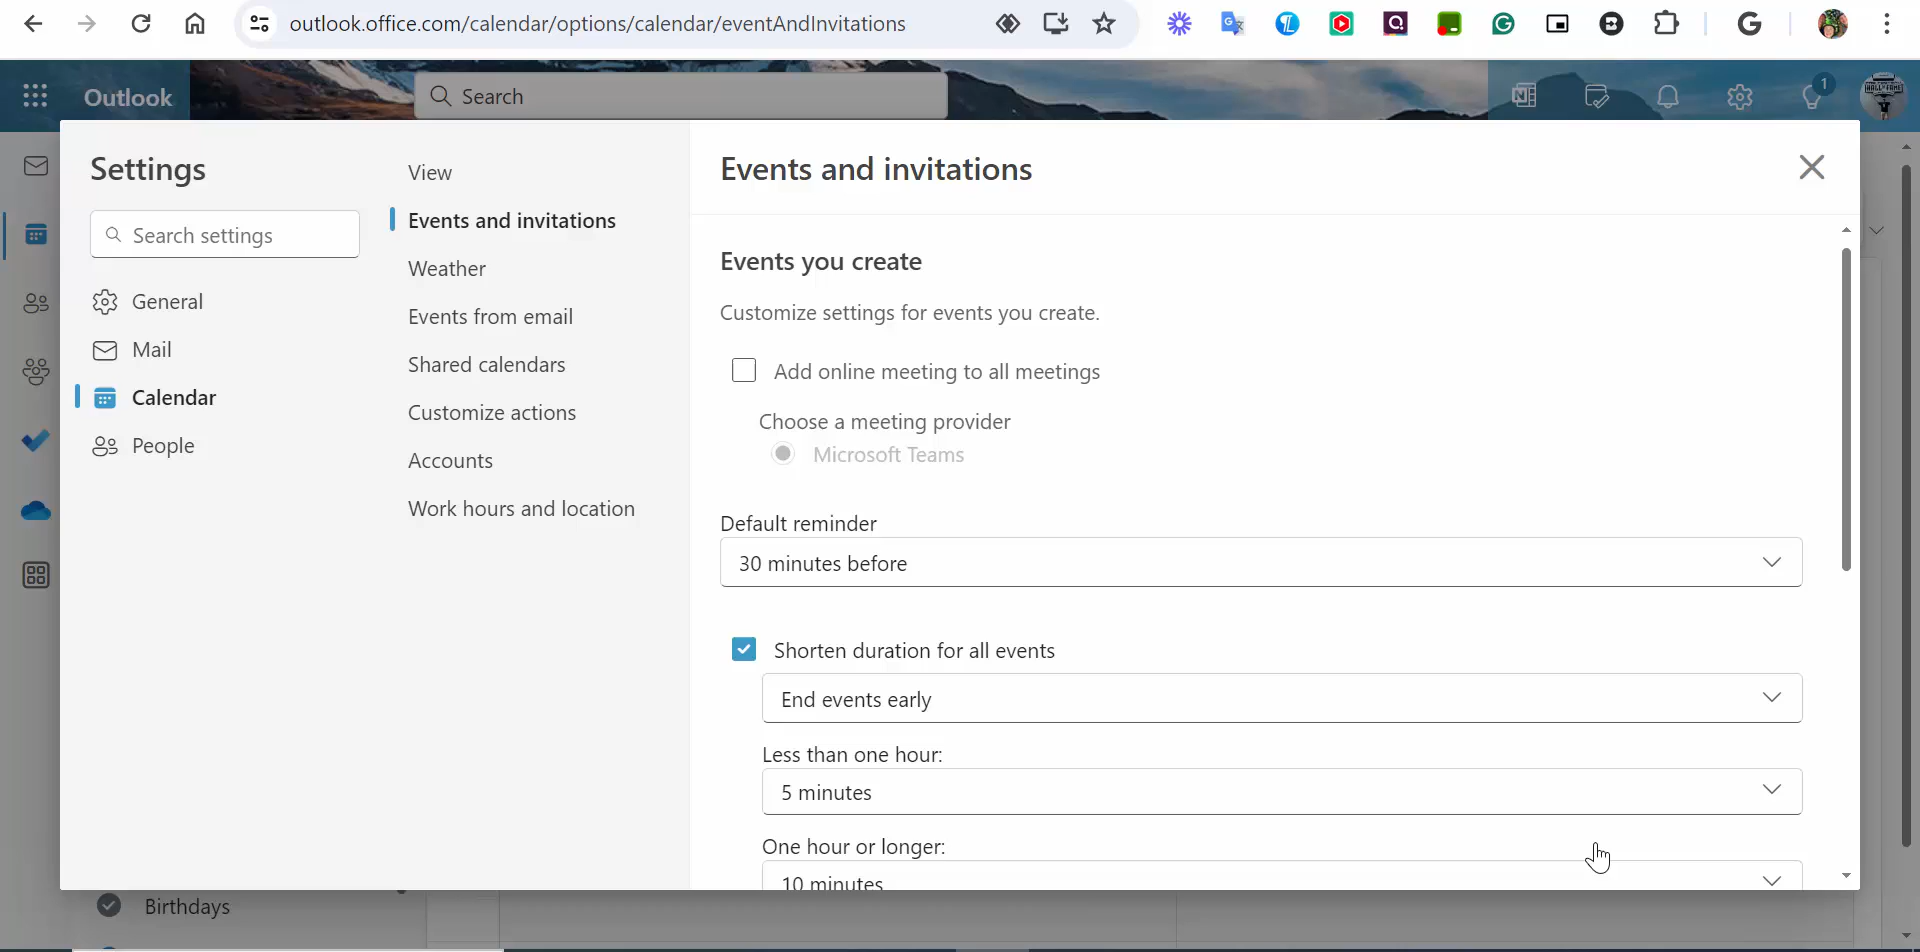 outlook.office.com/calendar/options/calendar/eventAndInvitations
Outlook
Search
1
Settings
Search settings
General
Mail
Calendar
People
View
Events and invitations
Weather
Events from email
Shared calendars
Customize actions
Accounts
Work hours and location
Events and invitations
Events you create
Customize settings for events you create.
Add online meeting to all meetings
Choose a meeting provider
Microsoft Teams
Default reminder
30 minutes before
Shorten duration for all events
End events early
Less than one hour:
5 minutes
One hour or longer:
10 minutes
Birthdays